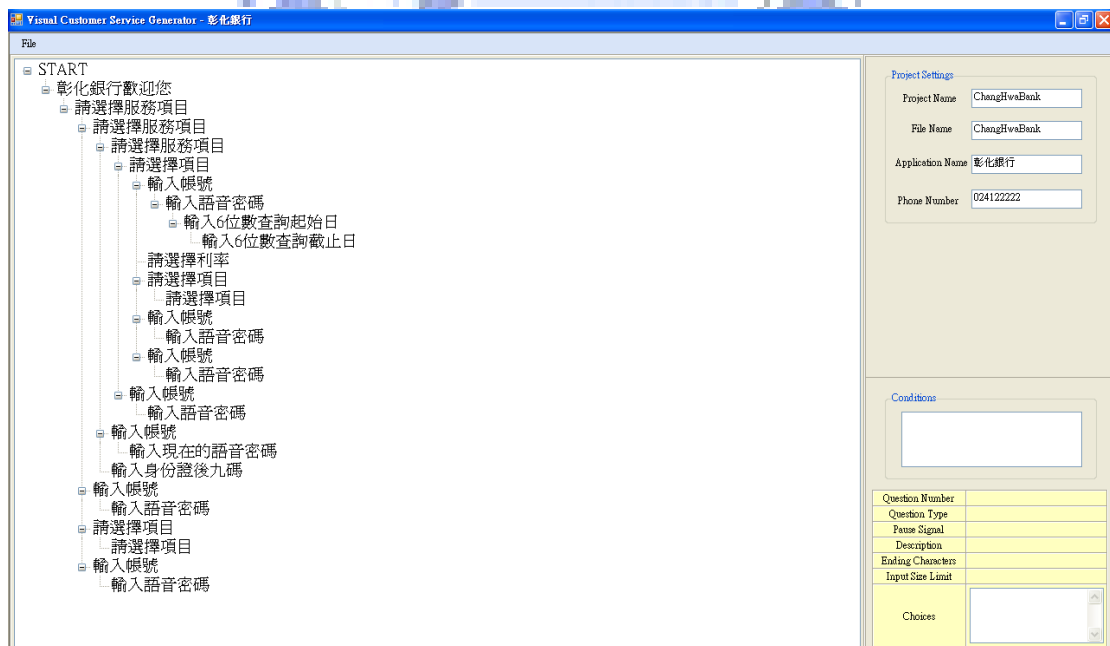 Visual Customer Service Generator - 彰化銀行
File
START
彰化銀行歡迎您
請選擇服務項目
請選擇服務項目
請選擇服務項目
請選擇項目
輸入帳號
輸入語音密碼
輸入6位數查詢起始日
輸入6位數查詢截止日
請選擇利率
請選擇項目
請選擇項目
輸入帳號
輸入語音密碼
輸入帳號
輸入語音密碼
輸入帳號
輸入語音密碼
輸入帳號
輸入現在的語音密碼
輸入身份證後九碼
輸入帳號
輸入語音密碼
請選擇項目
請選擇項目
輸入帳號
輸入語音密碼
Project Settings
Project Name ChangHwaBank
File Name ChangHwaBank
Application Name 彰化銀行
Phone Number 024122222
Conditions
Question Number
Question Type
Pause Signal
Description
Ending Characters
Input Size Limit
Choices